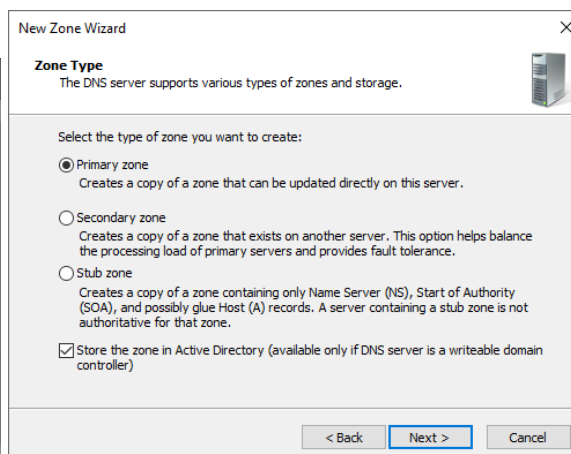 New Zone Wizard
Zone Type
The DNS server supports various types of zones and storage.
Select the type of zone you want to create:
Primary zone
Creates a copy of a zone that can be updated directly on this server.
Secondary zone
Creates a copy of a zone that exists on another server. This option helps balance
the processing load of primary servers and provides fault tolerance.
Stub zone
Creates a copy of a zone containing only Name Server (NS), Start of Authority
(SOA), and possibly glue Host (A) records. A server containing a stub zone is not
authoritative for that zone.
Store the zone in Active Directory (available only if DNS server is a writeable domain
controller)
< Back Next > Cancel